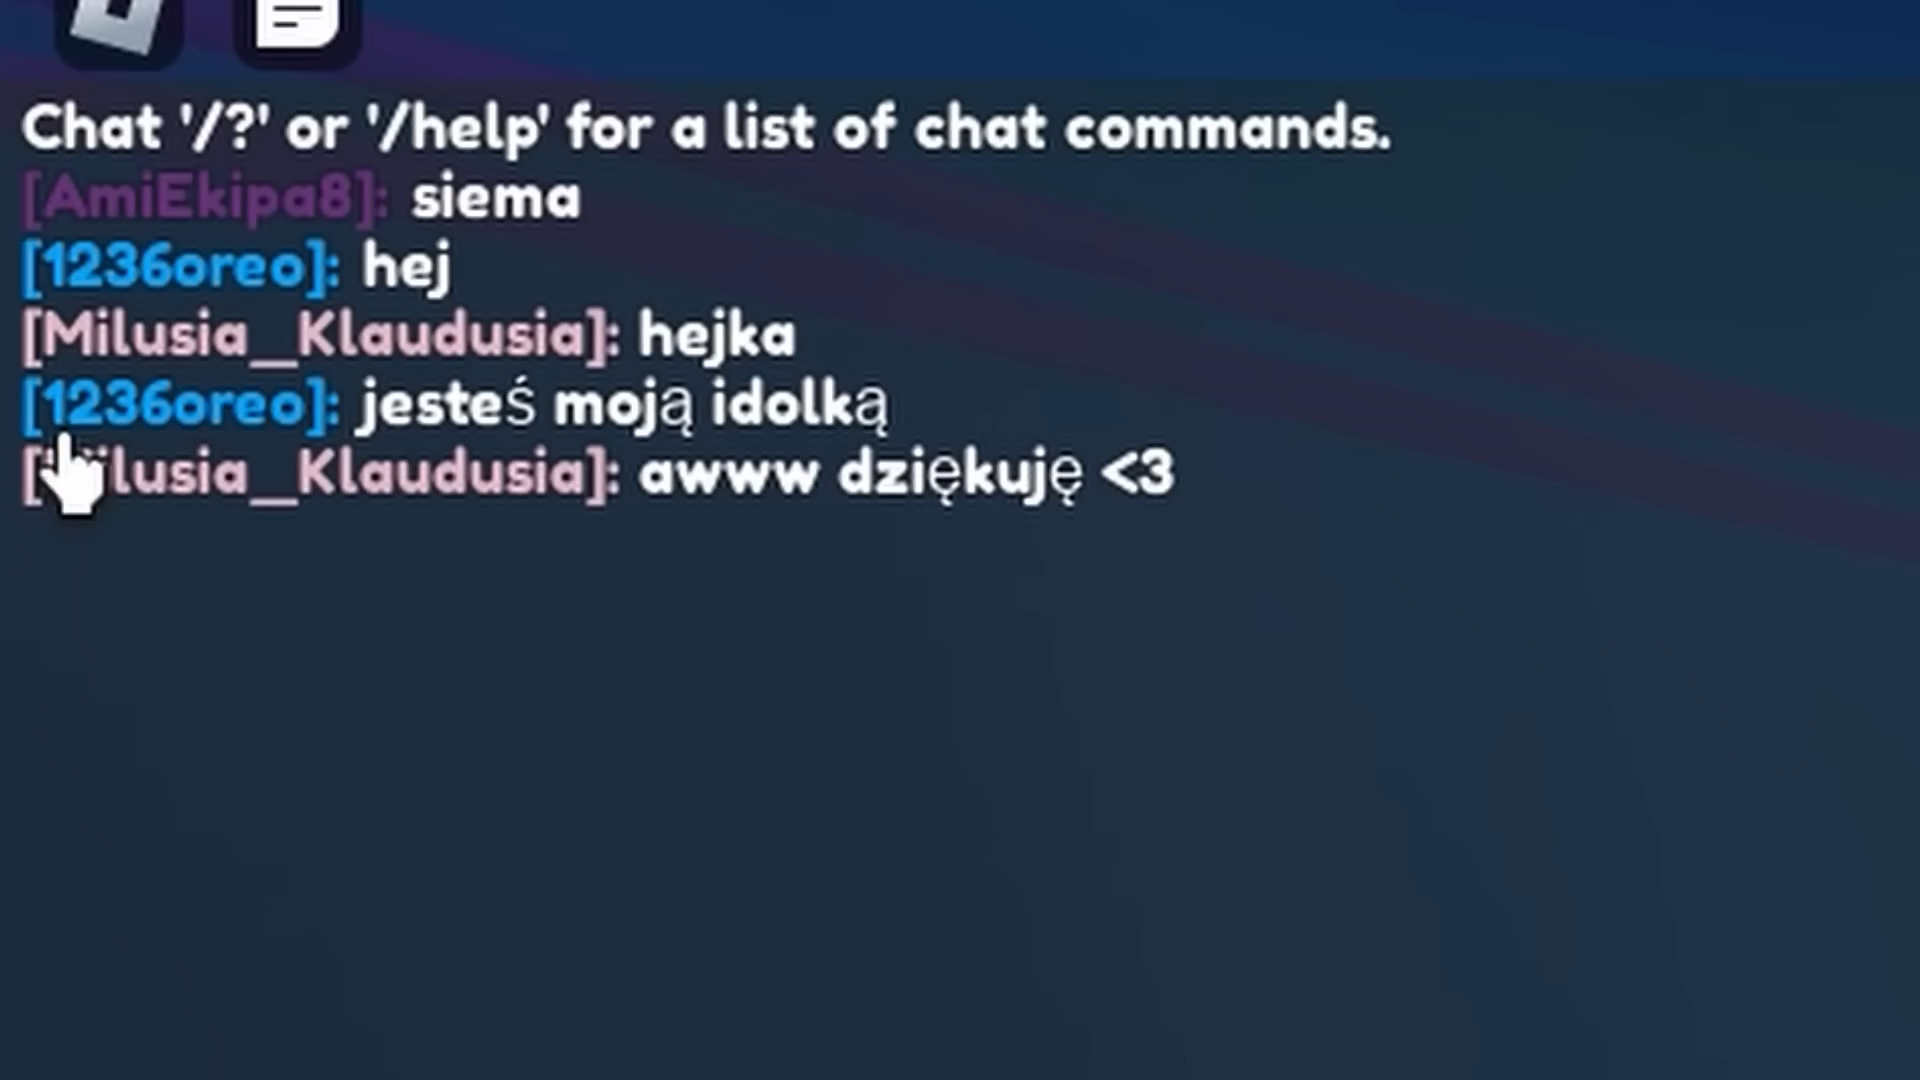 Chat '/?' or '/help' for a list of chat commands.
[AmiEkipa8]: siema
[1236oreo]: hej
[Milusia_Klaudusia]: hejka
[1236oreo]: jesteś moją idolką
[Milusia_Klaudusia]: awww dziękuję <3